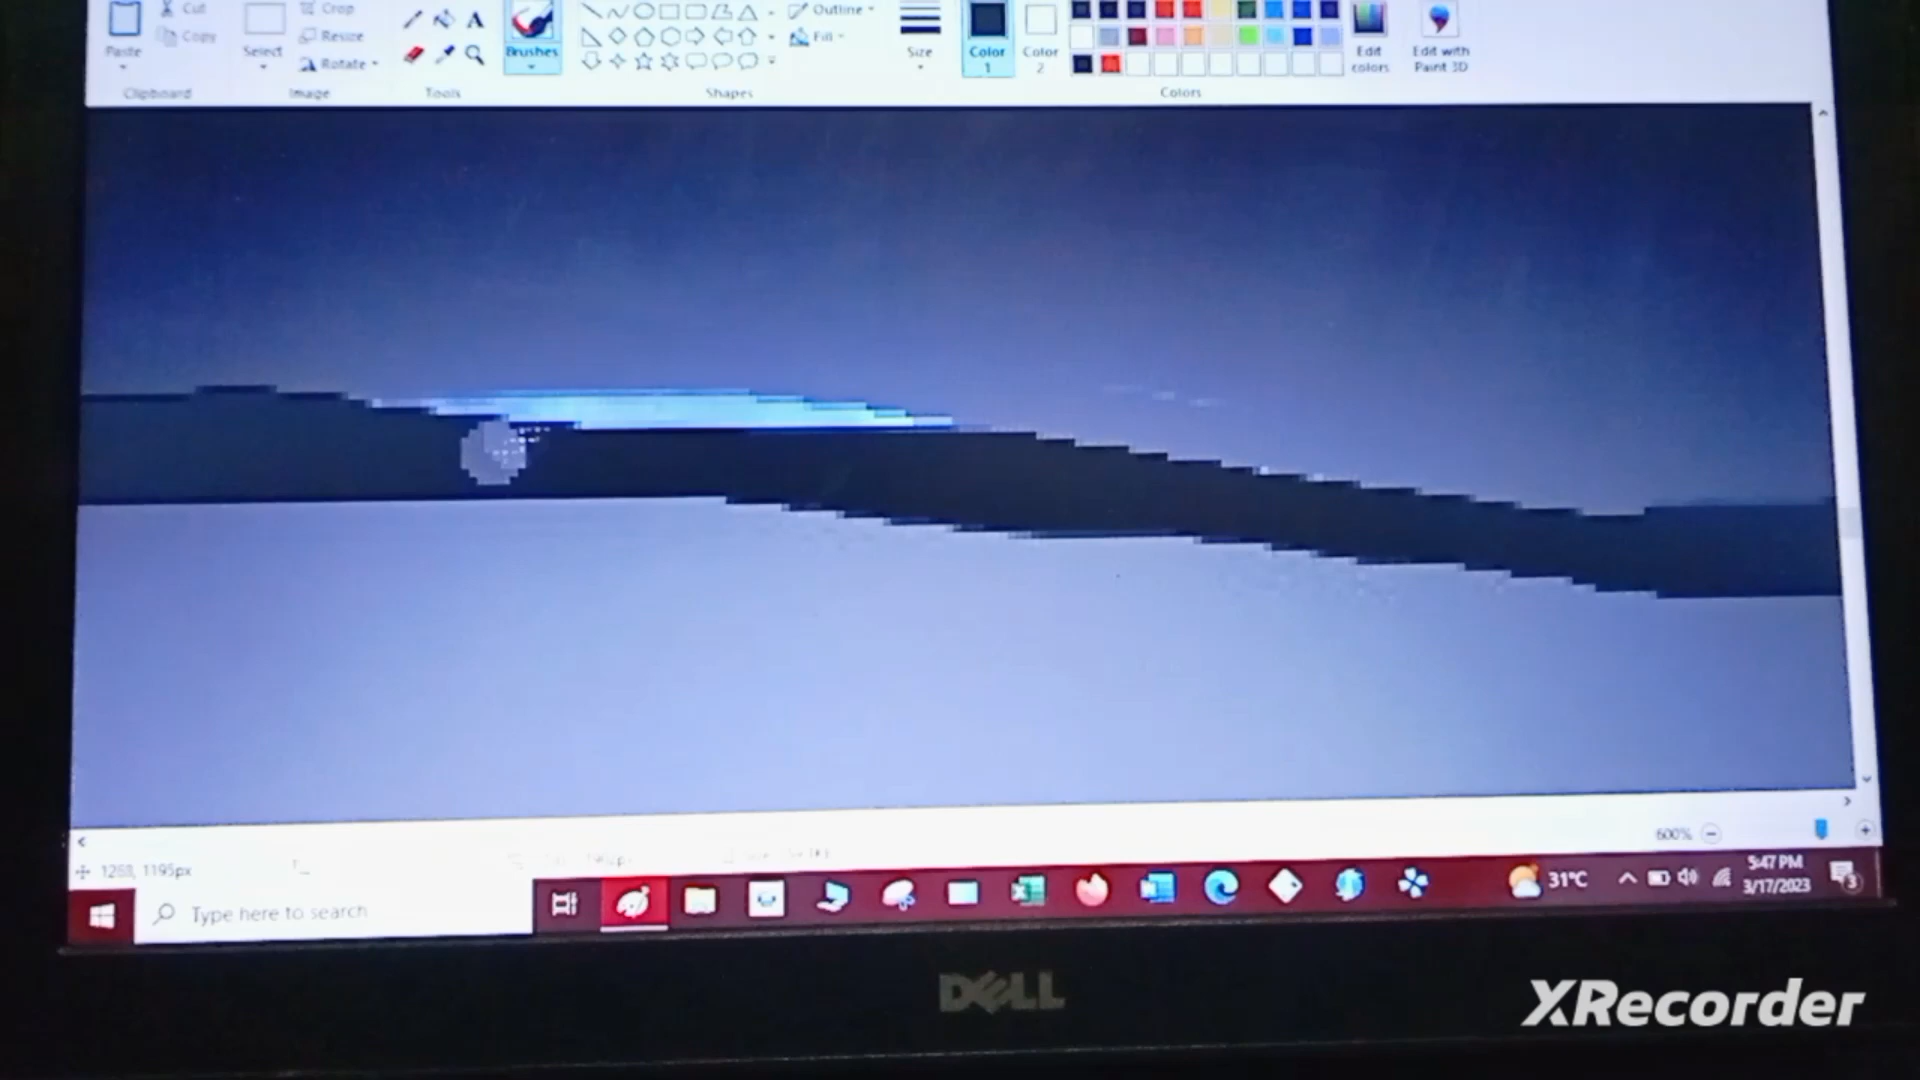 Cut
Crop
Outline
Copy
Resize
Fill
Paste
Select
Brushes
Size
Color
Color
Edit
Edit with
Rotate
1
2
colors
Paint 3D
Clipboard
Image
Tools
Shapes
Colors
600%
1195px
Type here to search
31°C
5:47 PM
3/17/2023
3
DELL
XRecorder